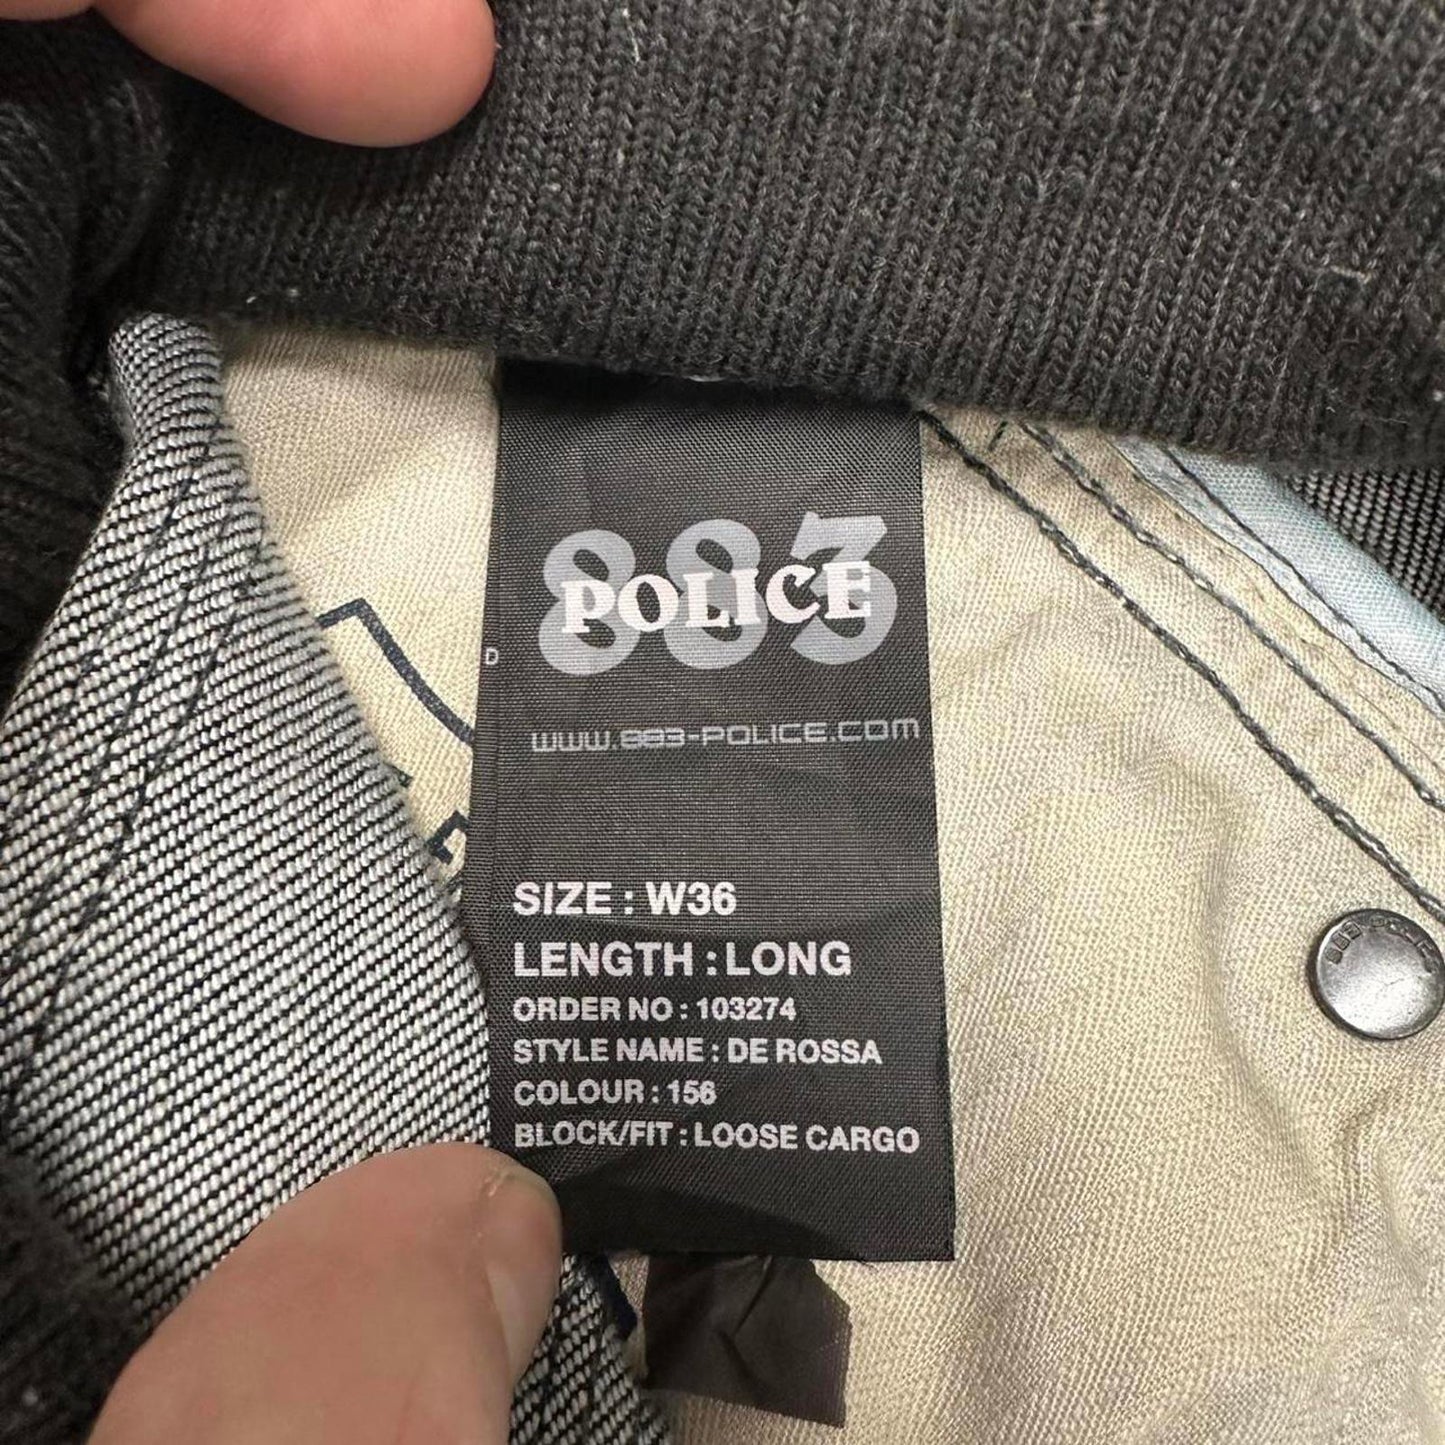 883
POLICE
D
WWW.883-POLICE.COM
SIZE : W36
LENGTH : LONG
ORDER NO : 103274
STYLE NAME : DE ROSSA
COLOUR : 156
BLOCK/FIT : LOOSE CARGO